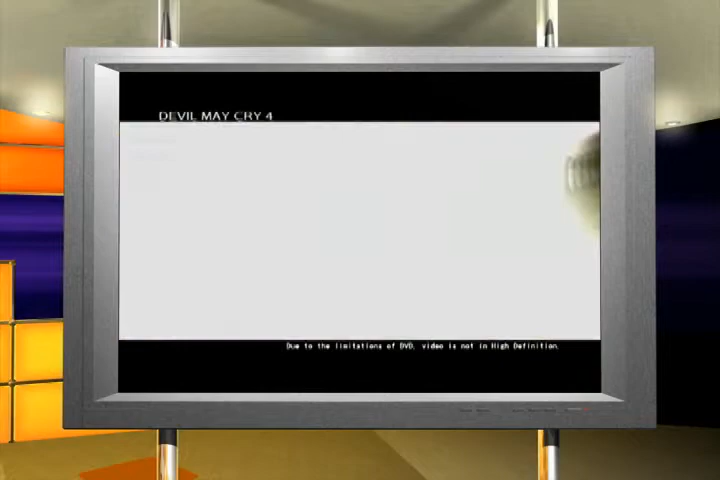 DEVIL MAY CRY 4
Due to the limitations of DVD, video is not in High Definition.